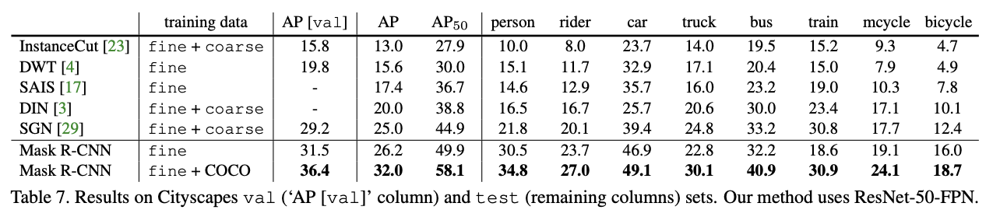 training data AP [val] AP AP50 person rider car truck bus train mcycle bicycle
InstanceCut [23] fine + coarse 15.8 13.0 27.9 10.0 8.0 23.7 14.0 19.5 15.2 9.3 4.7
DWT [4] fine 19.8 15.6 30.0 15.1 11.7 32.9 17.1 20.4 15.0 7.9 4.9
SAIS [17] fine - 17.4 36.7 14.6 12.9 35.7 16.0 23.2 19.0 10.3 7.8
DIN [3] fine + coarse - 20.0 38.8 16.5 16.7 25.7 20.6 30.0 23.4 17.1 10.1
SGN [29] fine + coarse 29.2 25.0 44.9 21.8 20.1 39.4 24.8 33.2 30.8 17.7 12.4
Mask R-CNN fine 31.5 26.2 49.9 30.5 23.7 46.9 22.8 32.2 18.6 19.1 16.0
Mask R-CNN fine + COCO 36.4 32.0 58.1 34.8 27.0 49.1 30.1 40.9 30.9 24.1 18.7
Table 7. Results on Cityscapes val (‘AP [val]’ column) and test (remaining columns) sets. Our method uses ResNet-50-FPN.